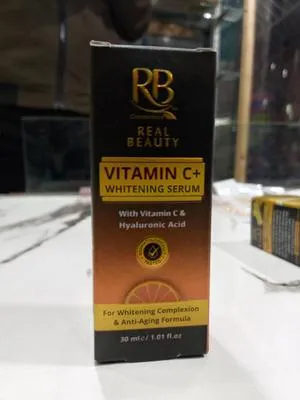 RB
REAL
BEAUTY
VITAMIN C+
WHITENING SERUM
With Vitamin C &
Hyaluronic Acid
For Whitening Complexion
& Anti-Aging Formula
30 ml℮ / 1.01 fl.oz